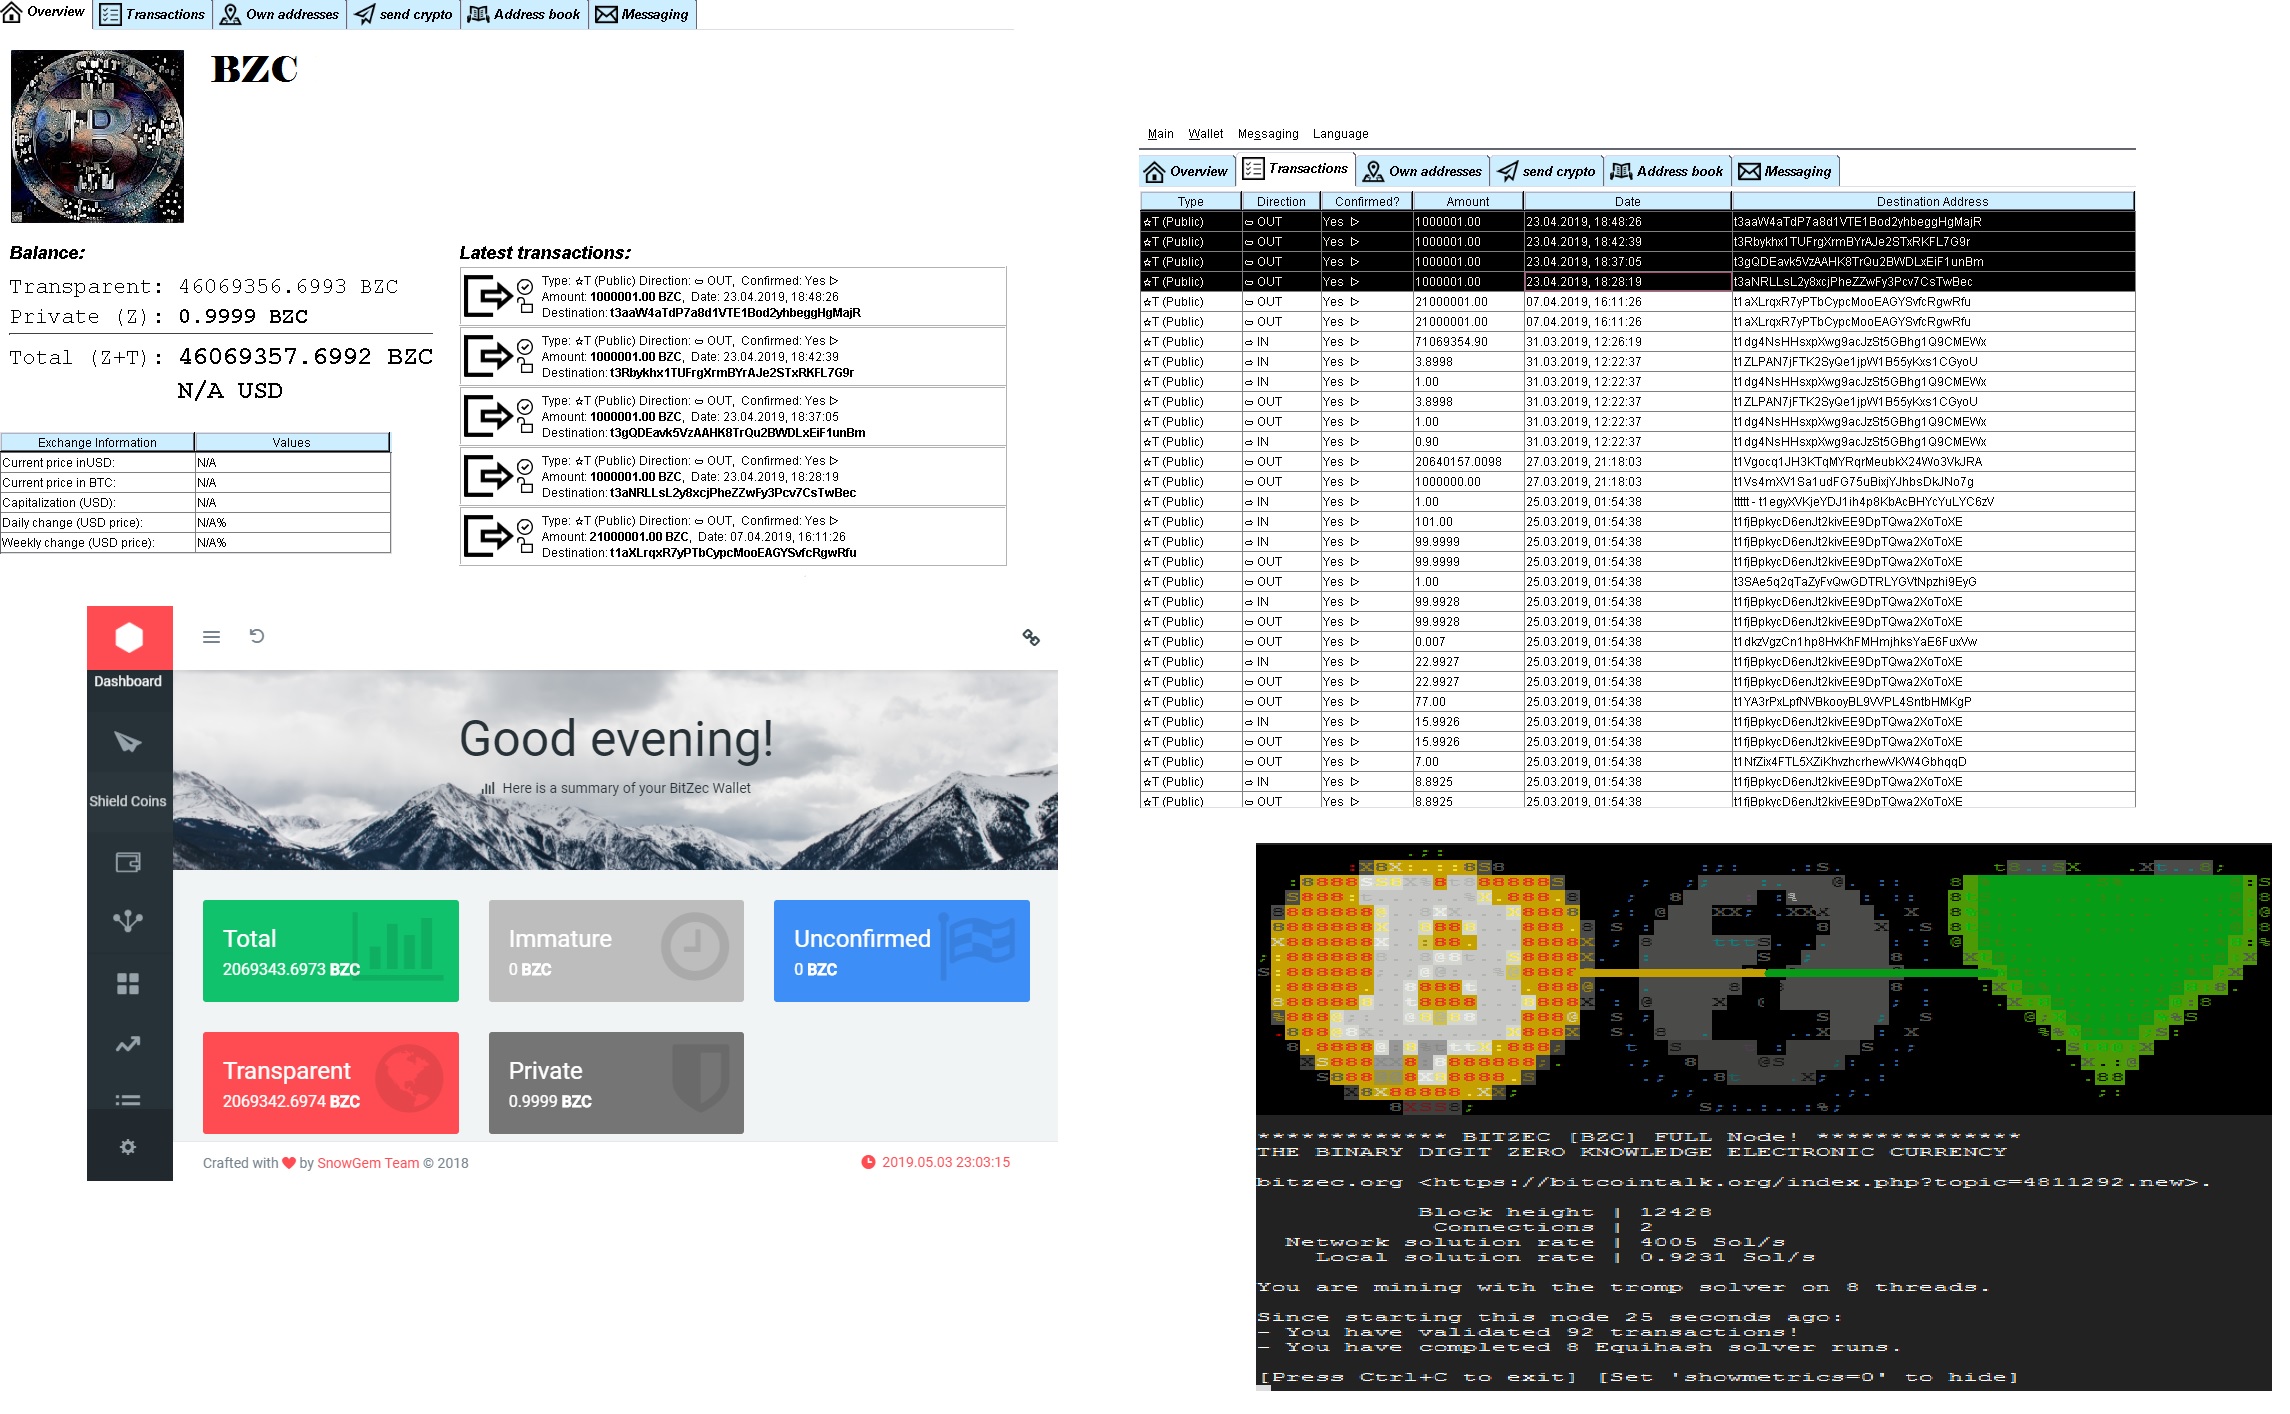 Overview Transactions Own addresses send crypto Address book Messaging
BZC
Balance:
Transparent: 46069356.6993 BZC
Private (Z): 0.9999 BZC
Total (Z+T): 46069357.6992 BZC
N/A USD
Exchange Information Values
Current price inUSD: N/A
Current price in BTC: N/A
Capitalization (USD): N/A
Daily change (USD price): N/A%
Weekly change (USD price): N/A%
Latest transactions:
Type: ☆T (Public) Direction: ⇦ OUT, Confirmed: Yes ▷
Amount: 1000001.00 BZC, Date: 23.04.2019, 18:48:26
Destination: t3aaW4aTdP7a8d1VTE1Bod2yhbeggHgMajR
Type: ☆T (Public) Direction: ⇦ OUT, Confirmed: Yes ▷
Amount: 1000001.00 BZC, Date: 23.04.2019, 18:42:39
Destination: t3Rbykhx1TUFrgXrmBYrAJe2STxRKFL7G9r
Type: ☆T (Public) Direction: ⇦ OUT, Confirmed: Yes ▷
Amount: 1000001.00 BZC, Date: 23.04.2019, 18:37:05
Destination: t3gQDEavk5VzAAHK8TrQu2BWDLxEiF1unBm
Type: ☆T (Public) Direction: ⇦ OUT, Confirmed: Yes ▷
Amount: 1000001.00 BZC, Date: 23.04.2019, 18:28:19
Destination: t3aNRLLsL2y8xcjPheZZwFy3Pcv7CsTwBec
Type: ☆T (Public) Direction: ⇦ OUT, Confirmed: Yes ▷
Amount: 21000001.00 BZC, Date: 07.04.2019, 16:11:26
Destination: t1aXLrqxR7yPTbCypcMooEAGYSvfcRgwRfu
Dashboard
Shield Coins
Good evening!
Here is a summary of your BitZec Wallet
Total
2069343.6973 BZC
Immature
0 BZC
Unconfirmed
0 BZC
Transparent
2069342.6974 BZC
Private
0.9999 BZC
Crafted with ❤ by SnowGem Team © 2018
2019.05.03 23:03:15
Main Wallet Messaging Language
Overview Transactions Own addresses send crypto Address book Messaging
Type Direction Confirmed? Amount Date Destination Address
☆T (Public) ⇦ OUT Yes ▷ 1000001.00 23.04.2019, 18:48:26 t3aaW4aTdP7a8d1VTE1Bod2yhbeggHgMajR
☆T (Public) ⇦ OUT Yes ▷ 1000001.00 23.04.2019, 18:42:39 t3Rbykhx1TUFrgXrmBYrAJe2STxRKFL7G9r
☆T (Public) ⇦ OUT Yes ▷ 1000001.00 23.04.2019, 18:37:05 t3gQDEavk5VzAAHK8TrQu2BWDLxEiF1unBm
☆T (Public) ⇦ OUT Yes ▷ 1000001.00 23.04.2019, 18:28:19 t3aNRLLsL2y8xcjPheZZwFy3Pcv7CsTwBec
☆T (Public) ⇦ OUT Yes ▷ 21000001.00 07.04.2019, 16:11:26 t1aXLrqxR7yPTbCypcMooEAGYSvfcRgwRfu
☆T (Public) ⇦ OUT Yes ▷ 21000001.00 07.04.2019, 16:11:26 t1aXLrqxR7yPTbCypcMooEAGYSvfcRgwRfu
☆T (Public) ⇨ IN Yes ▷ 71069354.90 31.03.2019, 12:26:19 t1dg4NsHHsxpXwg9acJzSt5GBhg1Q9CMEWx
☆T (Public) ⇨ IN Yes ▷ 3.8998 31.03.2019, 12:22:37 t1ZLPAN7jFTK2SyQe1jpW1B55yKxs1CGyoU
☆T (Public) ⇨ IN Yes ▷ 1.00 31.03.2019, 12:22:37 t1dg4NsHHsxpXwg9acJzSt5GBhg1Q9CMEWx
☆T (Public) ⇦ OUT Yes ▷ 3.8998 31.03.2019, 12:22:37 t1ZLPAN7jFTK2SyQe1jpW1B55yKxs1CGyoU
☆T (Public) ⇦ OUT Yes ▷ 1.00 31.03.2019, 12:22:37 t1dg4NsHHsxpXwg9acJzSt5GBhg1Q9CMEWx
☆T (Public) ⇨ IN Yes ▷ 0.90 31.03.2019, 12:22:37 t1dg4NsHHsxpXwg9acJzSt5GBhg1Q9CMEWx
☆T (Public) ⇦ OUT Yes ▷ 20640157.0098 27.03.2019, 21:18:03 t1Vgocq1JH3KTqMYRqrMeubkX24Wo3VkJRA
☆T (Public) ⇦ OUT Yes ▷ 1000000.00 27.03.2019, 21:18:03 t1Vs4mXV1Sa1udFG75uBixjYJhbsDkJNo7g
☆T (Public) ⇨ IN Yes ▷ 1.00 25.03.2019, 01:54:38 ttttt - t1egyXVKjeYDJ1ih4p8KbAcBHYcYuLYC6zV
☆T (Public) ⇨ IN Yes ▷ 101.00 25.03.2019, 01:54:38 t1fjBpkycD6enJt2kivEE9DpTQwa2XoToXE
☆T (Public) ⇨ IN Yes ▷ 99.9999 25.03.2019, 01:54:38 t1fjBpkycD6enJt2kivEE9DpTQwa2XoToXE
☆T (Public) ⇦ OUT Yes ▷ 99.9999 25.03.2019, 01:54:38 t1fjBpkycD6enJt2kivEE9DpTQwa2XoToXE
☆T (Public) ⇦ OUT Yes ▷ 1.00 25.03.2019, 01:54:38 t3SAe5q2qTaZyFvQwGDTRLYGVtNpzhi9EyG
☆T (Public) ⇨ IN Yes ▷ 99.9928 25.03.2019, 01:54:38 t1fjBpkycD6enJt2kivEE9DpTQwa2XoToXE
☆T (Public) ⇦ OUT Yes ▷ 99.9928 25.03.2019, 01:54:38 t1fjBpkycD6enJt2kivEE9DpTQwa2XoToXE
☆T (Public) ⇦ OUT Yes ▷ 0.007 25.03.2019, 01:54:38 t1dkzVgzCn1hp8HvKhFMHmjhksYaE6FuxVw
☆T (Public) ⇨ IN Yes ▷ 22.9927 25.03.2019, 01:54:38 t1fjBpkycD6enJt2kivEE9DpTQwa2XoToXE
☆T (Public) ⇦ OUT Yes ▷ 22.9927 25.03.2019, 01:54:38 t1fjBpkycD6enJt2kivEE9DpTQwa2XoToXE
☆T (Public) ⇦ OUT Yes ▷ 77.00 25.03.2019, 01:54:38 t1YA3rPxLpfNVBkooyBL9VVPL4SntbHMKgP
☆T (Public) ⇨ IN Yes ▷ 15.9926 25.03.2019, 01:54:38 t1fjBpkycD6enJt2kivEE9DpTQwa2XoToXE
☆T (Public) ⇦ OUT Yes ▷ 15.9926 25.03.2019, 01:54:38 t1fjBpkycD6enJt2kivEE9DpTQwa2XoToXE
☆T (Public) ⇦ OUT Yes ▷ 7.00 25.03.2019, 01:54:38 t1NfZix4FTL5XZiKhvzhcrhewVKW4GbhqqD
☆T (Public) ⇨ IN Yes ▷ 8.8925 25.03.2019, 01:54:38 t1fjBpkycD6enJt2kivEE9DpTQwa2XoToXE
☆T (Public) ⇦ OUT Yes ▷ 8.8925 25.03.2019, 01:54:38 t1fjBpkycD6enJt2kivEE9DpTQwa2XoToXE
************* BITZEC [BZC] FULL Node! **************
THE BINARY DIGIT ZERO KNOWLEDGE ELECTRONIC CURRENCY
bitzec.org <https://bitcointalk.org/index.php?topic=4811292.new>.
Block height | 12428
Connections | 2
Network solution rate | 4005 Sol/s
Local solution rate | 0.9231 Sol/s
You are mining with the tromp solver on 8 threads.
Since starting this node 25 seconds ago:
- You have validated 92 transactions!
- You have completed 8 Equihash solver runs.
[Press Ctrl+C to exit] [Set 'showmetrics=0' to hide]